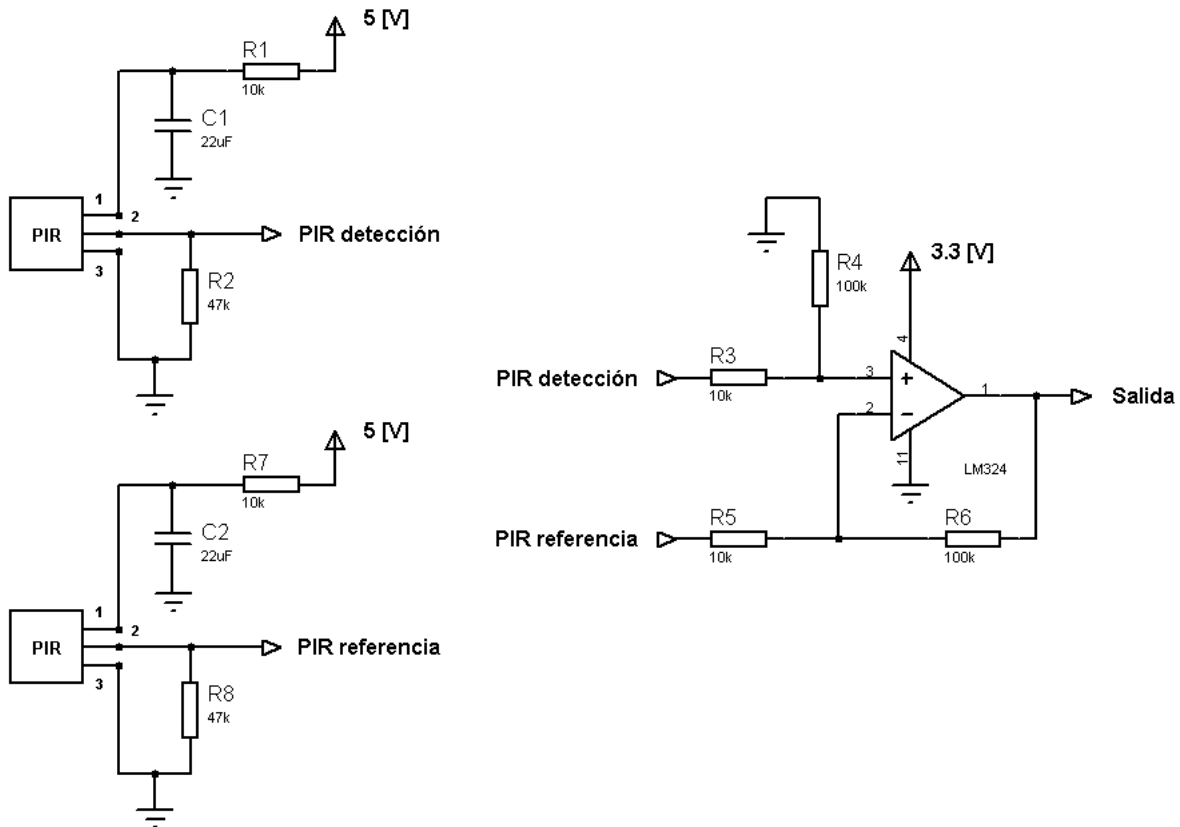 5 [V]
R1
10k
C1
22uF
1
2
PIR
3
PIR detección
R2
47k
5 [V]
R7
10k
C2
22uF
1
2
PIR
3
PIR referencia
R8
47k
R4
100k
3.3 [V]
4
PIR detección
R3
10k
3
+
2
−
1
Salida
11
LM324
PIR referencia
R5
10k
R6
100k